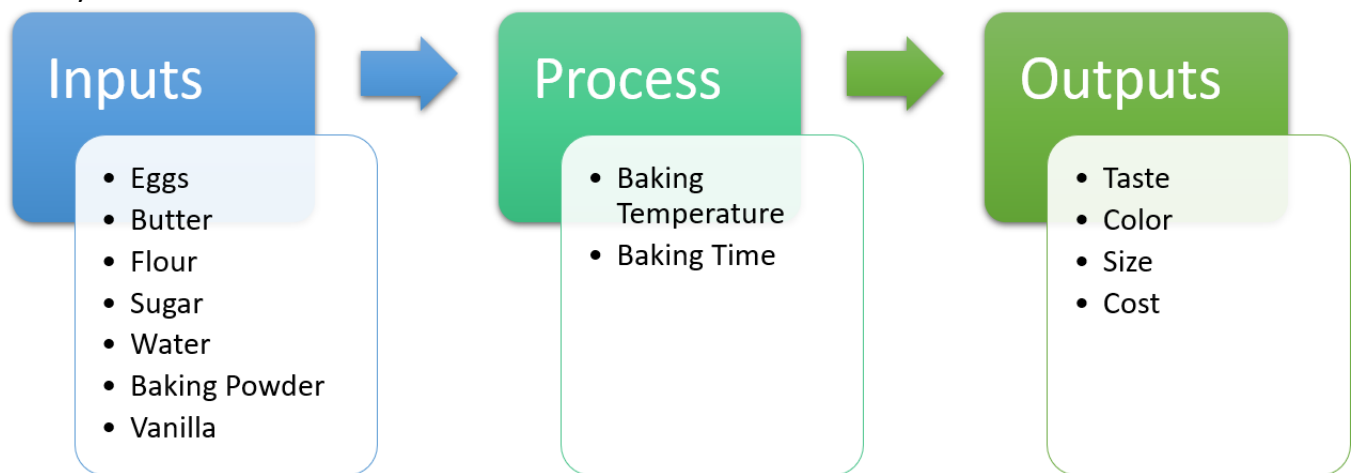 Inputs
• Eggs
• Butter
• Flour
• Sugar
• Water
• Baking Powder
• Vanilla
Process
• Baking
Temperature
• Baking Time
Outputs
• Taste
• Color
• Size
• Cost